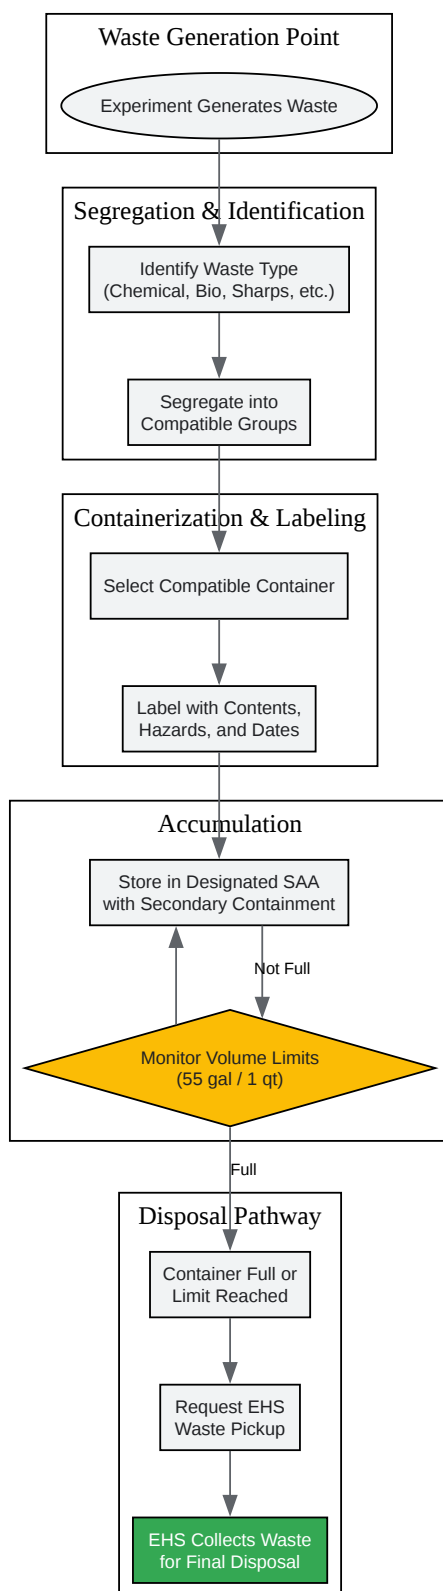 Waste Generation Point
Experiment Generates Waste
Segregation & Identification
Identify Waste Type
(Chemical, Bio, Sharps, etc.)
Segregate into
Compatible Groups
Containerization & Labeling
Select Compatible Container
Label with Contents,
Hazards, and Dates
Accumulation
Store in Designated SAA
with Secondary Containment
Not Full
Monitor Volume Limits
(55 gal / 1 qt)
Full
Disposal Pathway
Container Full or
Limit Reached
Request EHS
Waste Pickup
EHS Collects Waste
for Final Disposal